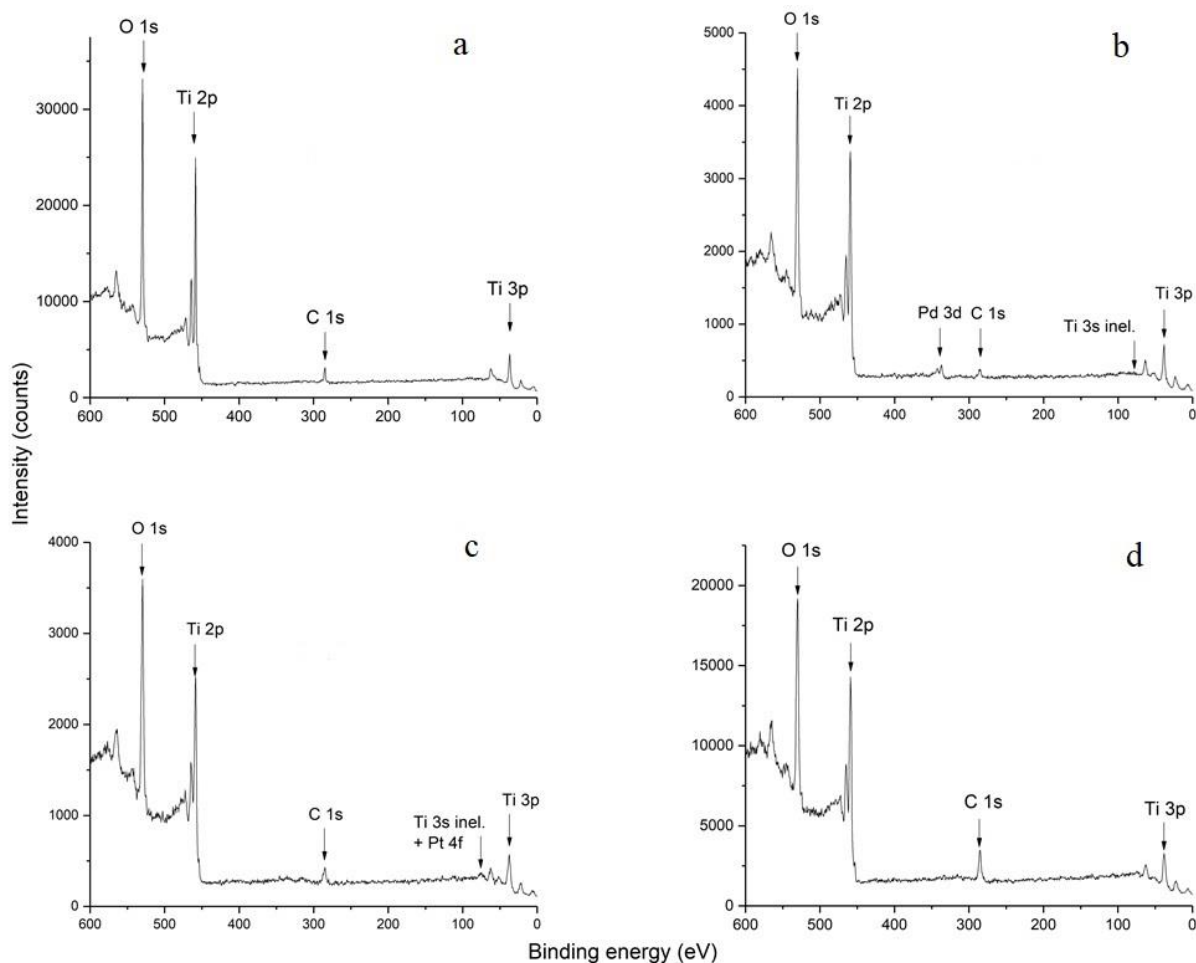 O 1s
a
Ti 2p
C 1s
Ti 3p
30000
20000
10000
0
600
500
400
300
200
100
0
O 1s
b
Ti 2p
Pd 3d
C 1s
Ti 3s inel.
Ti 3p
5000
4000
3000
2000
1000
0
600
500
400
300
200
100
0
Intensity (counts)
O 1s
c
Ti 2p
C 1s
Ti 3s inel.
+ Pt 4f
Ti 3p
4000
3000
2000
1000
0
600
500
400
300
200
100
0
O 1s
d
Ti 2p
C 1s
Ti 3p
20000
15000
10000
5000
0
600
500
400
300
200
100
0
Binding energy (eV)